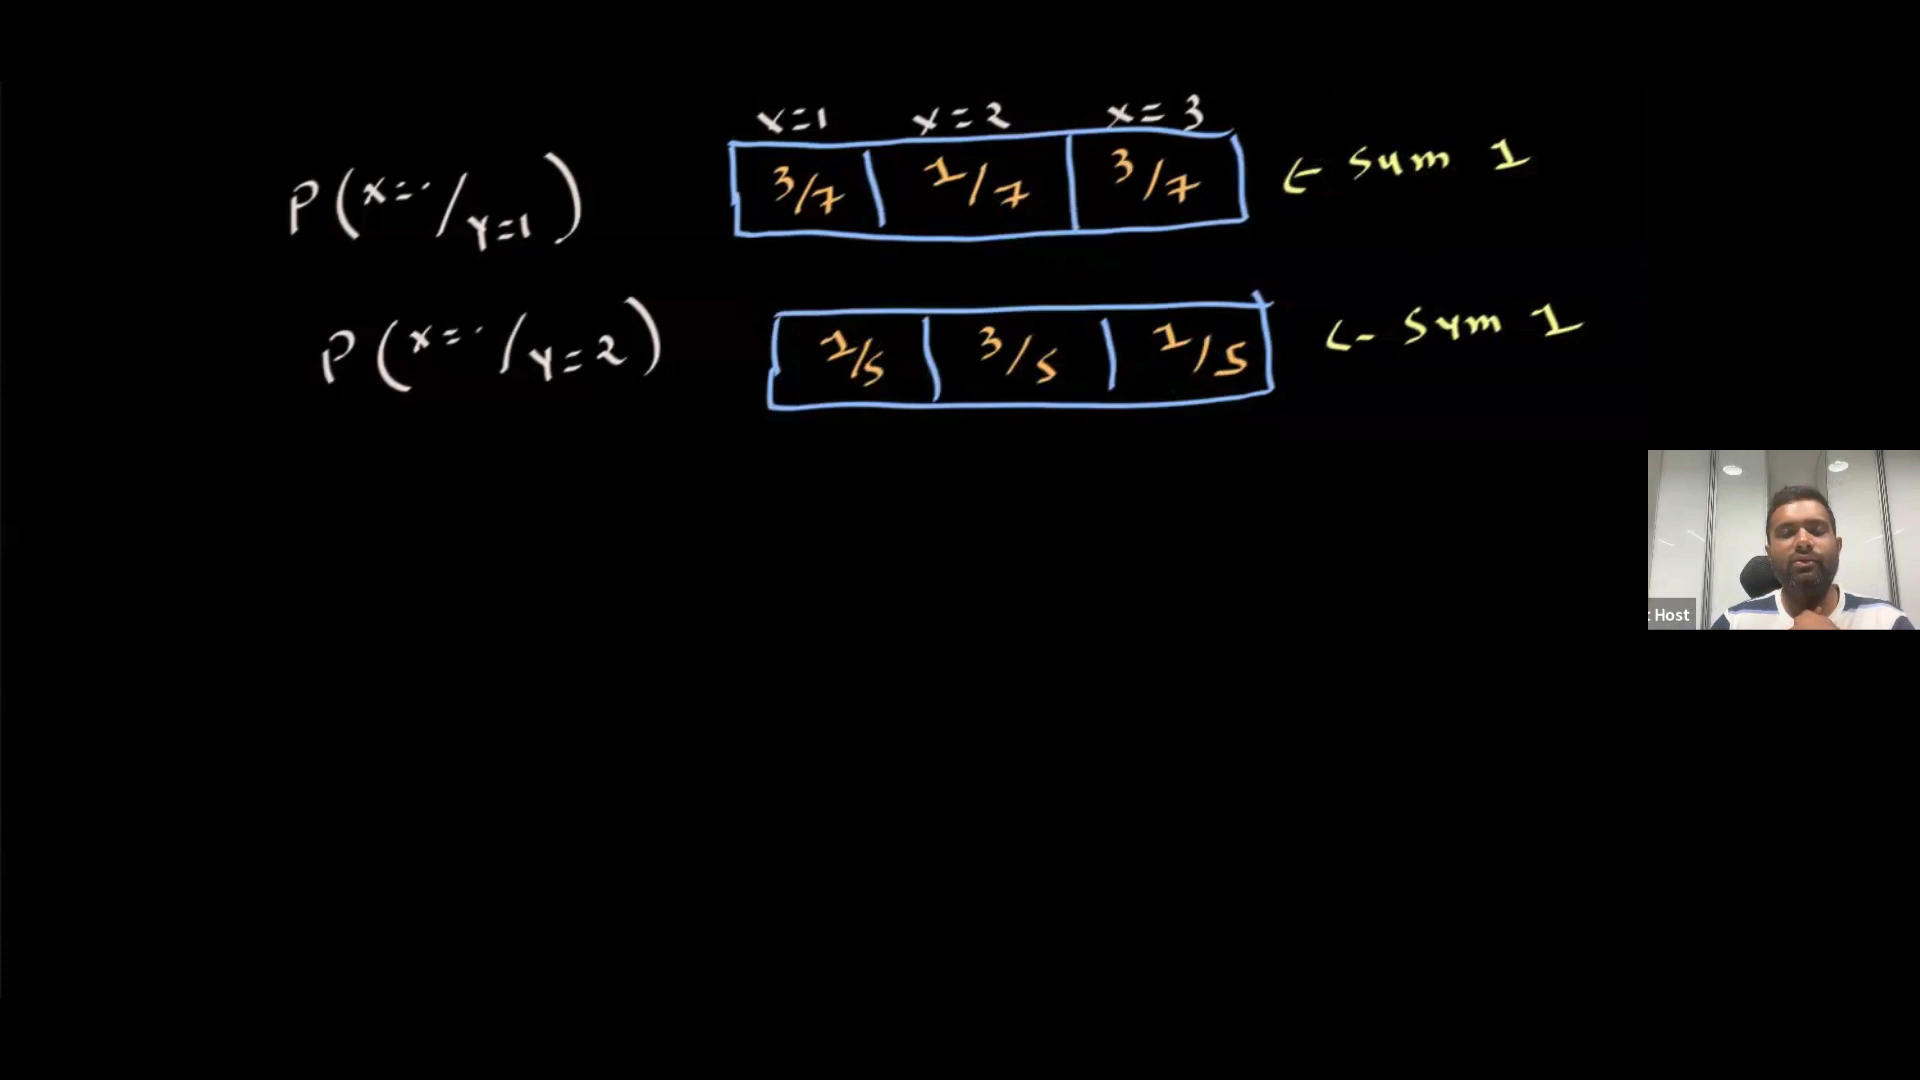 x=1 x=2 x=3
P(x=·/y=1) 3/7 1/7 3/7 ← sum 1
P(x=·/y=2) 1/5 3/5 1/5 ← sum 1
Host